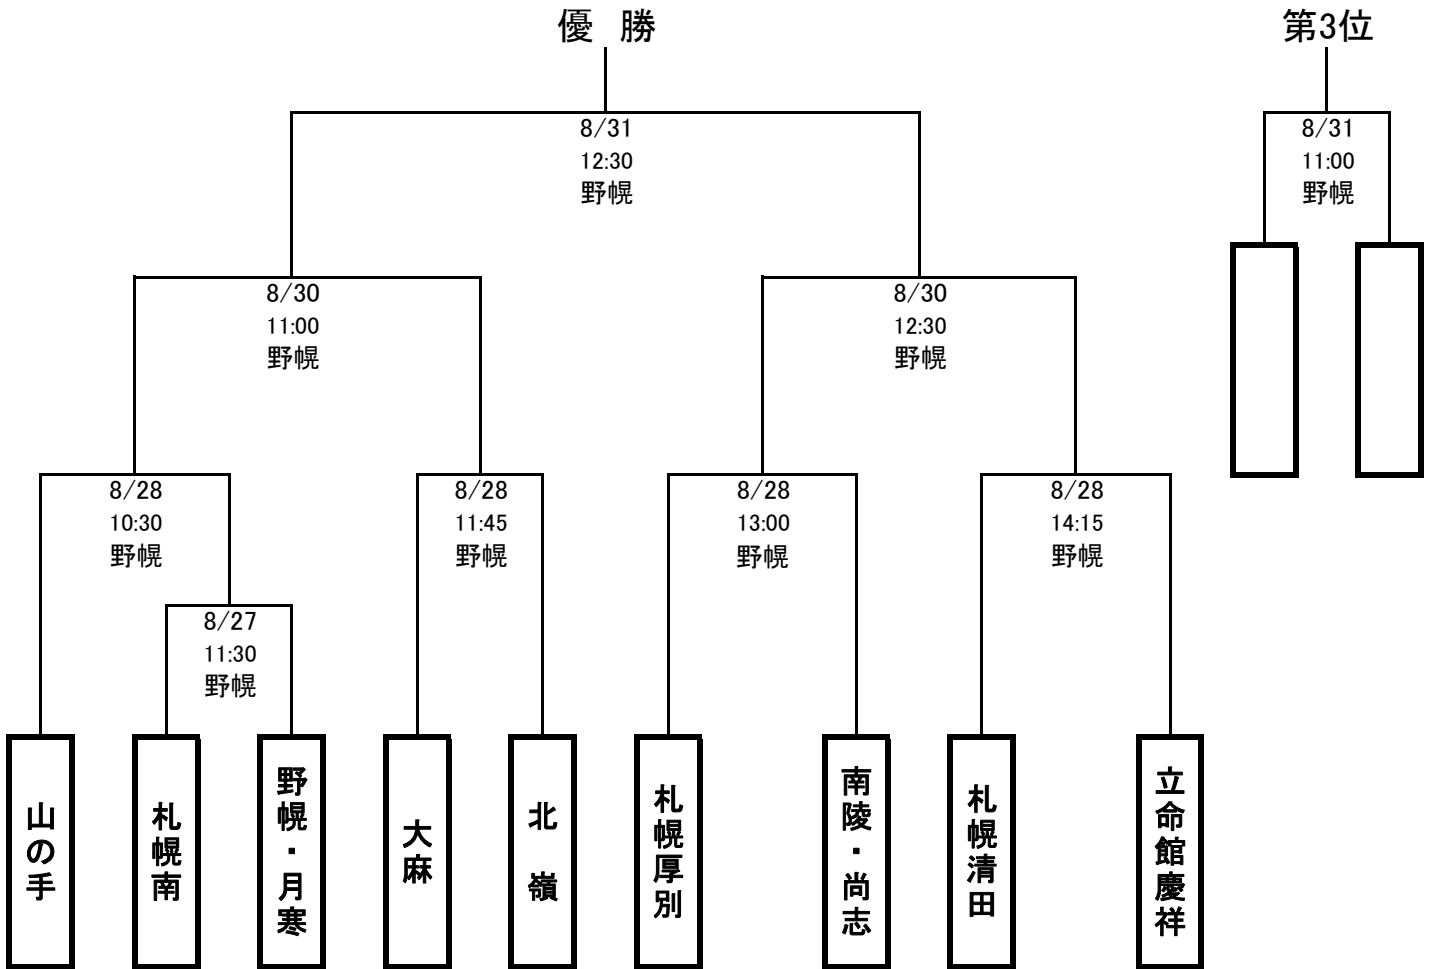 優　勝
第3位
8/31
12:30
野幌
8/31
11:00
野幌
8/30
11:00
野幌
8/30
12:30
野幌
8/28
10:30
野幌
8/28
11:45
野幌
8/28
13:00
野幌
8/28
14:15
野幌
8/27
11:30
野幌
山の手
札幌南
野幌・月寒
大麻
北　嶺
札幌厚別
南陵・尚志
札幌清田
立命館慶祥